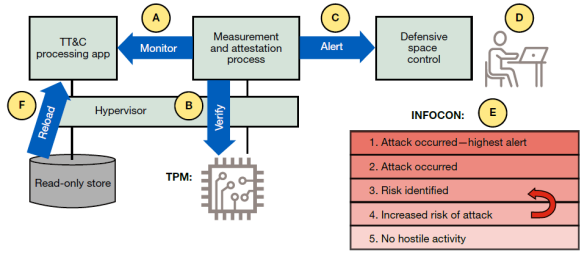 A
C
D
TT&C
processing app
Monitor
Measurement
and attestation
process
Alert
Defensive
space
control
F
Reload
Hypervisor
B
Verify
INFOCON:
E
Read-only store
TPM:
1. Attack occurred—highest alert
2. Attack occurred
3. Risk identified
4. Increased risk of attack
5. No hostile activity